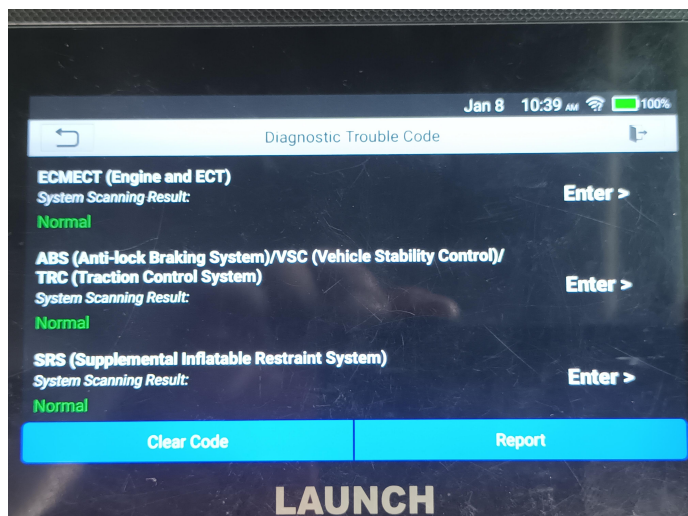 Jan 8 10:39 AM 100%
Diagnostic Trouble Code
ECMECT (Engine and ECT)
System Scanning Result:
Enter >
Normal
ABS (Anti-lock Braking System)/VSC (Vehicle Stability Control)/
TRC (Traction Control System)
System Scanning Result:
Enter >
Normal
SRS (Supplemental Inflatable Restraint System)
System Scanning Result:
Enter >
Normal
Clear Code
Report
LAUNCH